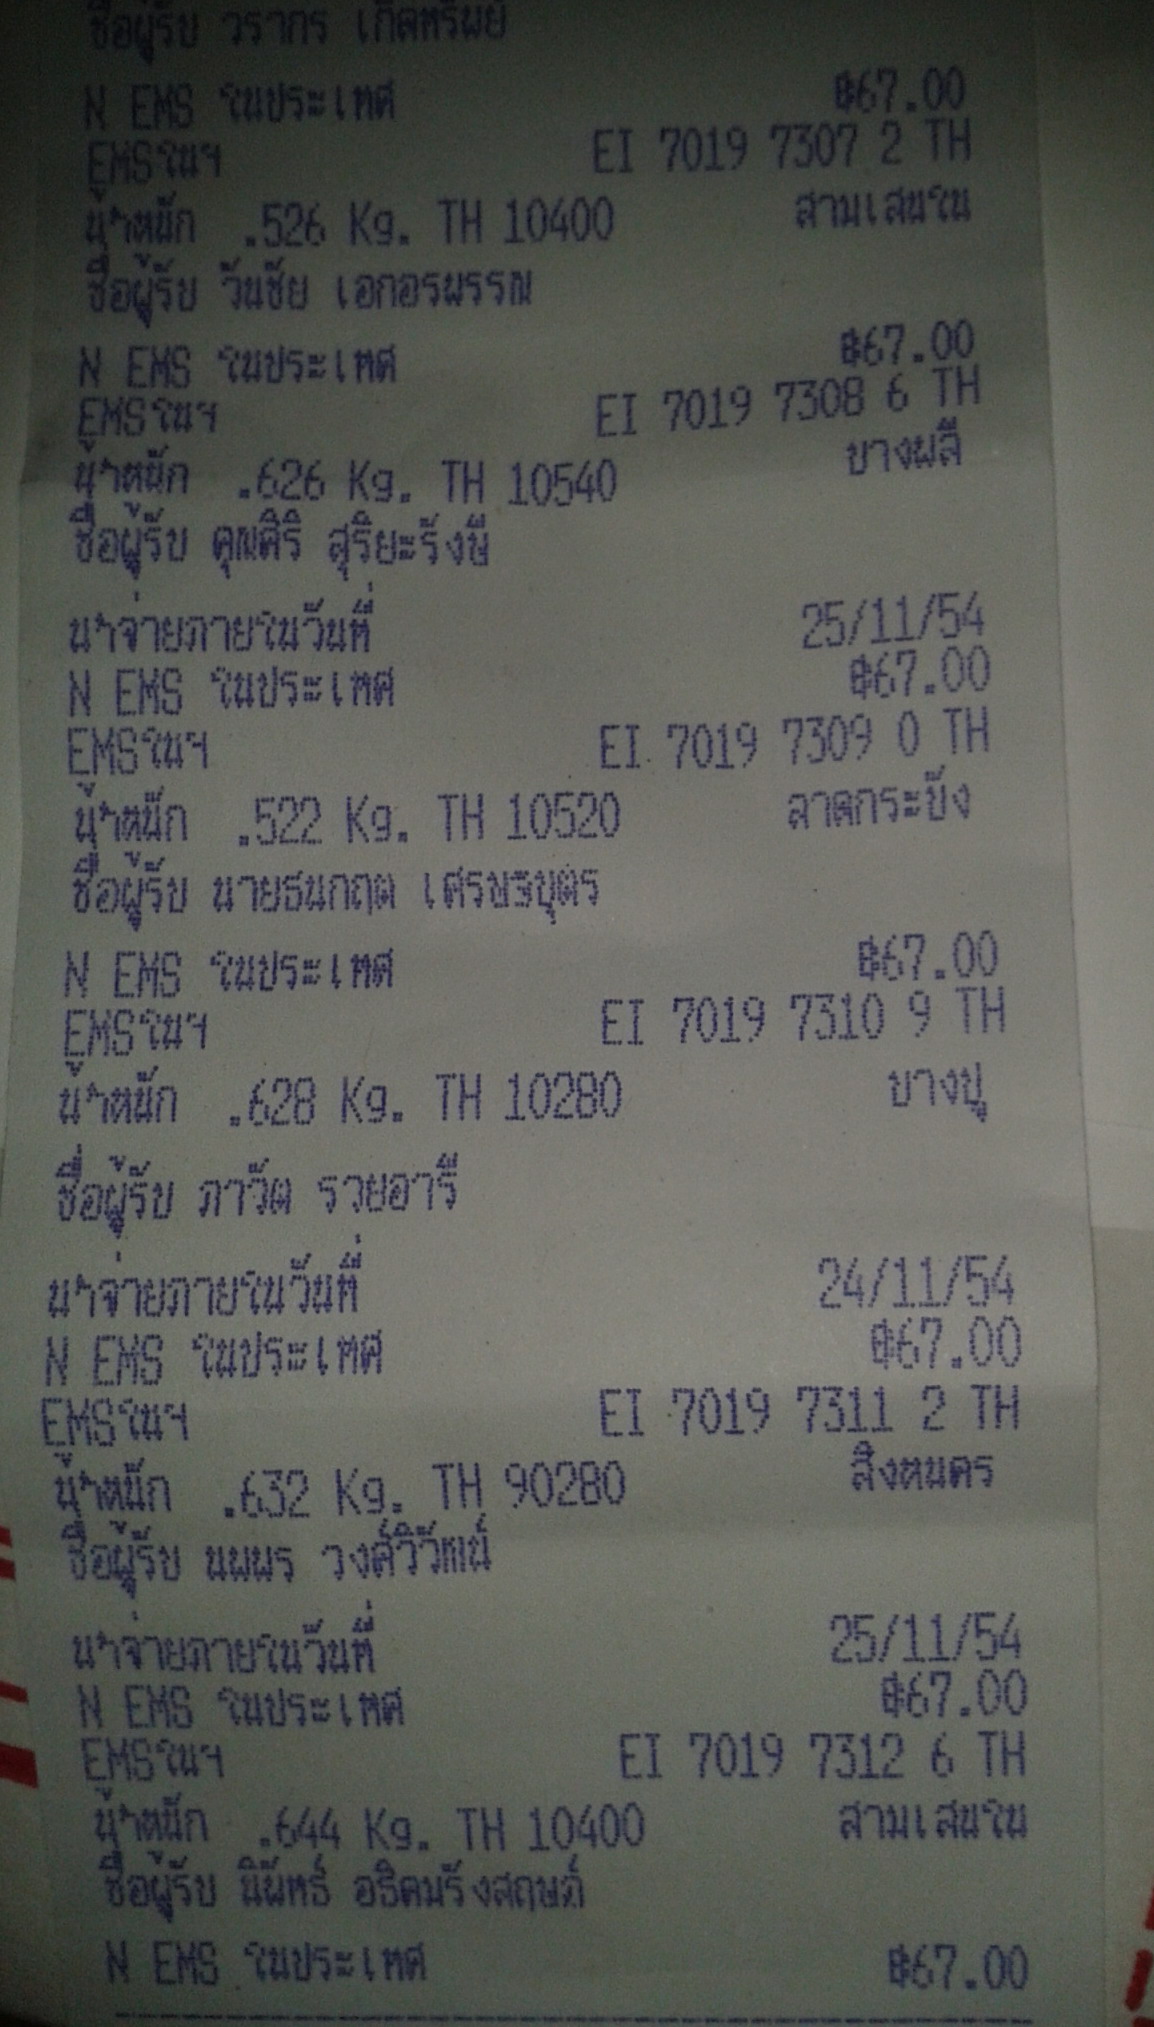 ชื่อผู้รับ วรากร เกิดทรัพย์
N EMS ในประเทศ ฿67.00
EMSในฯ EI 7019 7307 2 TH
น้ำหนัก .526 Kg. TH 10400 สามเสนใน
ชื่อผู้รับ วันชัย เอกอรพรรณ
N EMS ในประเทศ ฿67.00
EMSในฯ EI 7019 7308 6 TH
น้ำหนัก .626 Kg. TH 10540 บางพลี
ชื่อผู้รับ คุณศิริ สุริยะรังษี
นำจ่ายภายในวันที่ 25/11/54
N EMS ในประเทศ ฿67.00
EMSในฯ EI 7019 7309 0 TH
น้ำหนัก .522 Kg. TH 10520 ลาดกระบัง
ชื่อผู้รับ นายธนกฤต เศรษฐบุตร
N EMS ในประเทศ ฿67.00
EMSในฯ EI 7019 7310 9 TH
น้ำหนัก .628 Kg. TH 10280 บางปู
ชื่อผู้รับ ภาวัต รวยอารี
นำจ่ายภายในวันที่ 24/11/54
N EMS ในประเทศ ฿67.00
EMSในฯ EI 7019 7311 2 TH
น้ำหนัก .632 Kg. TH 90280 สิงหนคร
ชื่อผู้รับ นพพร วงศ์วิวัฒน์
นำจ่ายภายในวันที่ 25/11/54
N EMS ในประเทศ ฿67.00
EMSในฯ EI 7019 7312 6 TH
น้ำหนัก .644 Kg. TH 10400 สามเสนใน
ชื่อผู้รับ นิพัทธ์ อธิคมรังสฤษฎ์
N EMS ในประเทศ ฿67.00